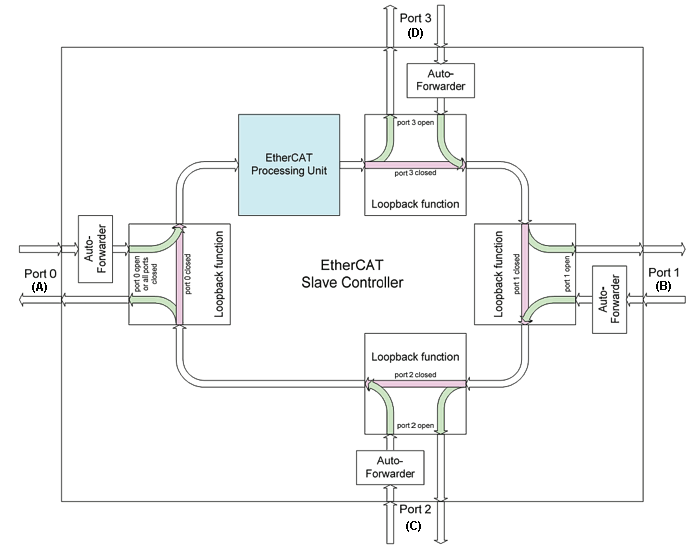 Port 3
(D)
Auto-
Forwarder
port 3 open
port 3 closed
Loopback function
EtherCAT
Processing Unit
Auto-
Forwarder
port 0 open
or all ports
closed
port 0 closed
Loopback function
Port 0
(A)
EtherCAT
Slave Controller
Loopback function
port 1 closed
port 1 open
Auto-
Forwarder
Port 1
(B)
Loopback function
port 2 closed
port 2 open
Auto-
Forwarder
Port 2
(C)